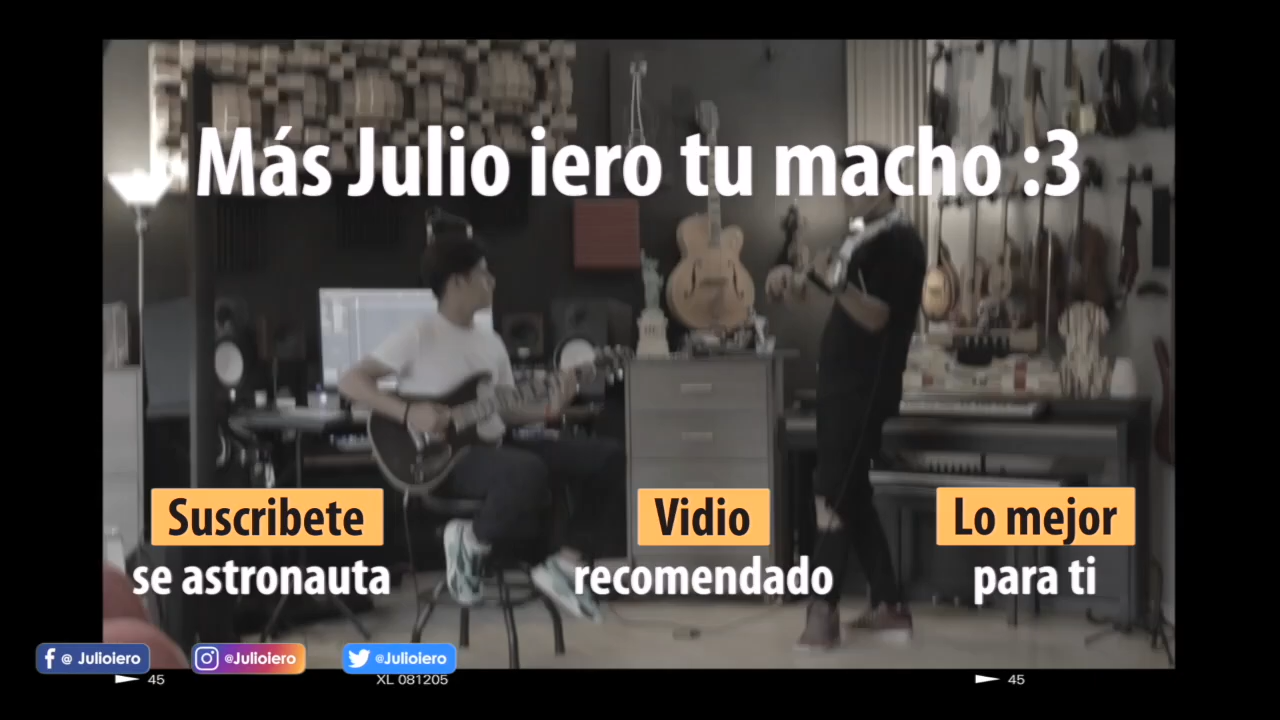 Más Julio iero tu macho :3
Suscribete
se astronauta
Vidio
recomendado
Lo mejor
para ti
@ Julioiero
@Julioiero
@Julioiero
45
XL 081205
45